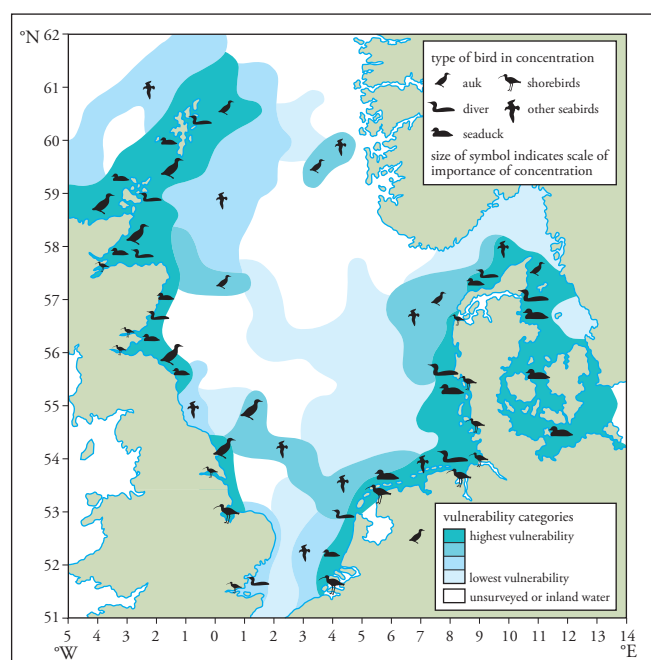 °N
62
61
60
59
58
57
56
55
54
53
52
51
type of bird in concentration
auk
shorebirds
diver
other seabirds
seaduck
size of symbol indicates scale of
importance of concentration
vulnerability categories
highest vulnerability
lowest vulnerability
unsurveyed or inland water
5 4 3 2 1 0 1 2 3 4 5 6 7 8 9 10 11 12 13 14
°W °E